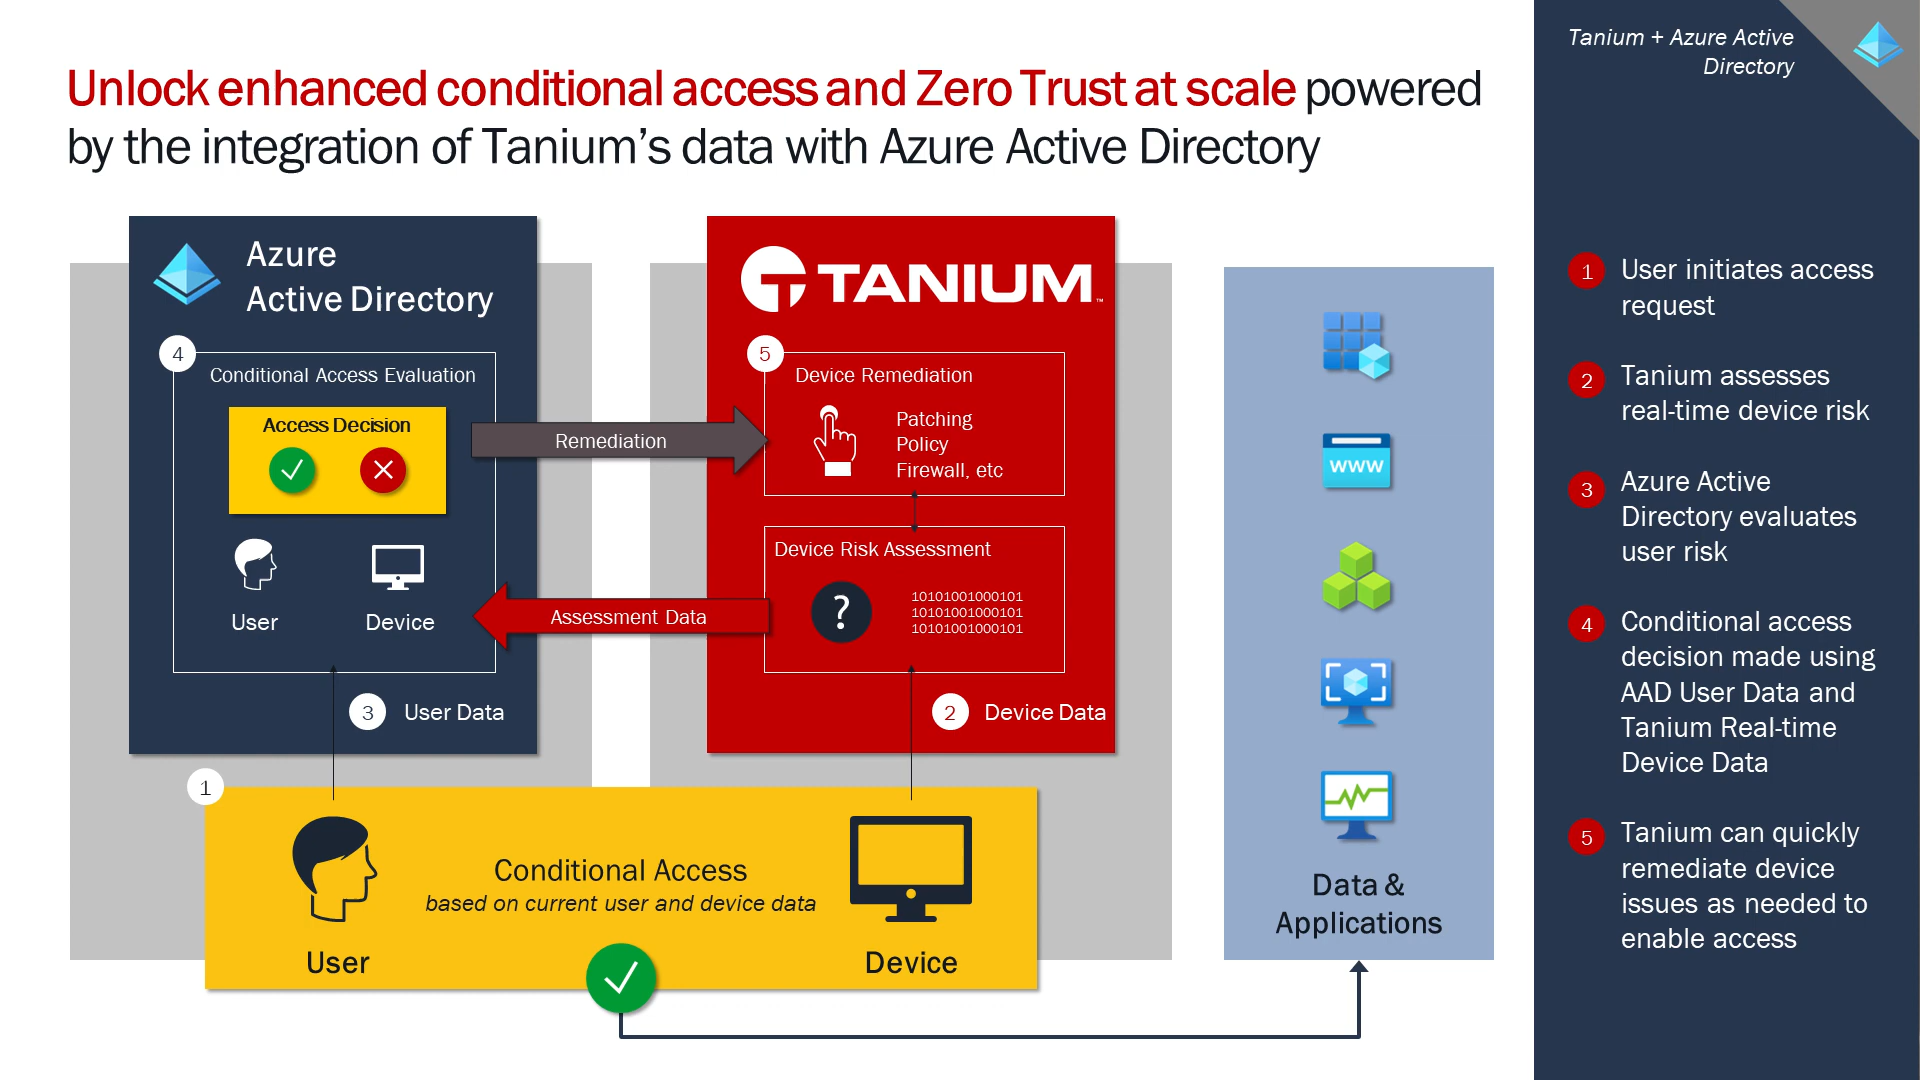 Unlock enhanced conditional access and Zero Trust at scale powered
by the integration of Tanium’s data with Azure Active Directory
Azure
Active Directory
4
Conditional Access Evaluation
Access Decision
User
Device
3
User Data
Remediation
Assessment Data
TANIUM™
5
Device Remediation
Patching
Policy
Firewall, etc
Device Risk Assessment
?
10101001000101
10101001000101
10101001000101
2
Device Data
1
Conditional Access
based on current user and device data
User
Device
WWW
Data &
Applications
Tanium + Azure Active
Directory
1 User initiates access
request
2 Tanium assesses
real-time device risk
3 Azure Active
Directory evaluates
user risk
4 Conditional access
decision made using
AAD User Data and
Tanium Real-time
Device Data
5 Tanium can quickly
remediate device
issues as needed to
enable access